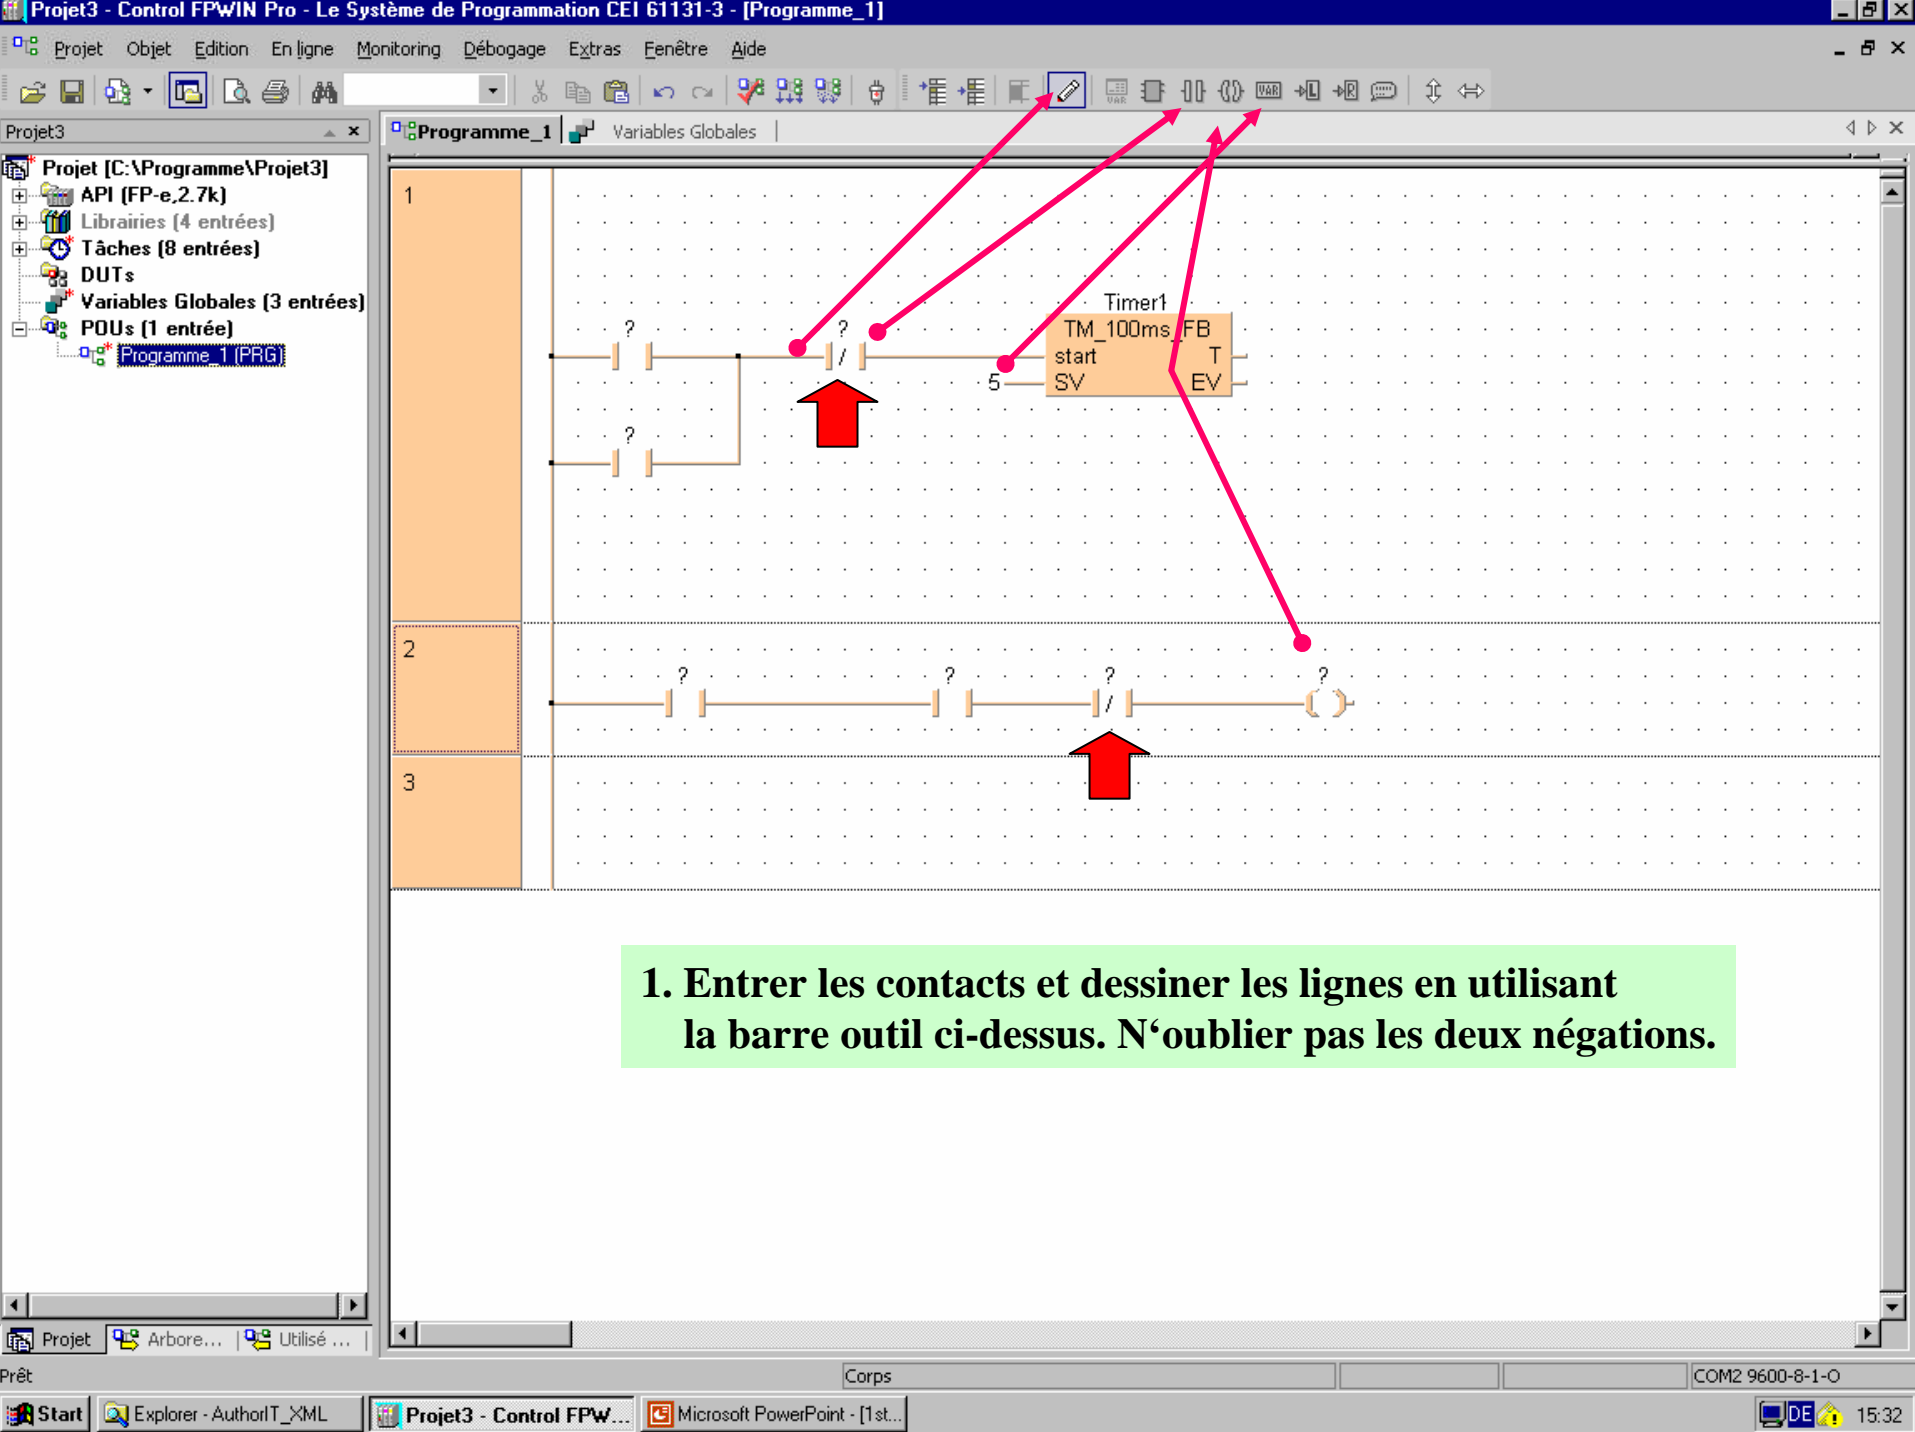 Projet3 - Control FPWIN Pro - Le Système de Programmation CEI 61131-3 - [Programme_1]
Projet Objet Edition En ligne Monitoring Débogage Extras Fenêtre Aide
VAR VAR L R
Projet3
Programme_1 Variables Globales
Projet [C:\Programme\Projet3]
API (FP-e,2.7k)
Librairies (4 entrées)
Tâches (8 entrées)
DUTs
Variables Globales (3 entrées)
POUs (1 entrée)
Programme_1 (PRG)
1
Timer1
? ? TM_100ms_FB
start T
5 SV EV
?
2
? ? ? ?
3
1. Entrer les contacts et dessiner les lignes en utilisant
la barre outil ci-dessus. N‘oublier pas les deux négations.
Projet Arbore... Utilisé ...
Prêt Corps COM2 9600-8-1-O
Start Explorer - AuthorIT_XML Projet3 - Control FPW... Microsoft PowerPoint - [1st... DE 15:32